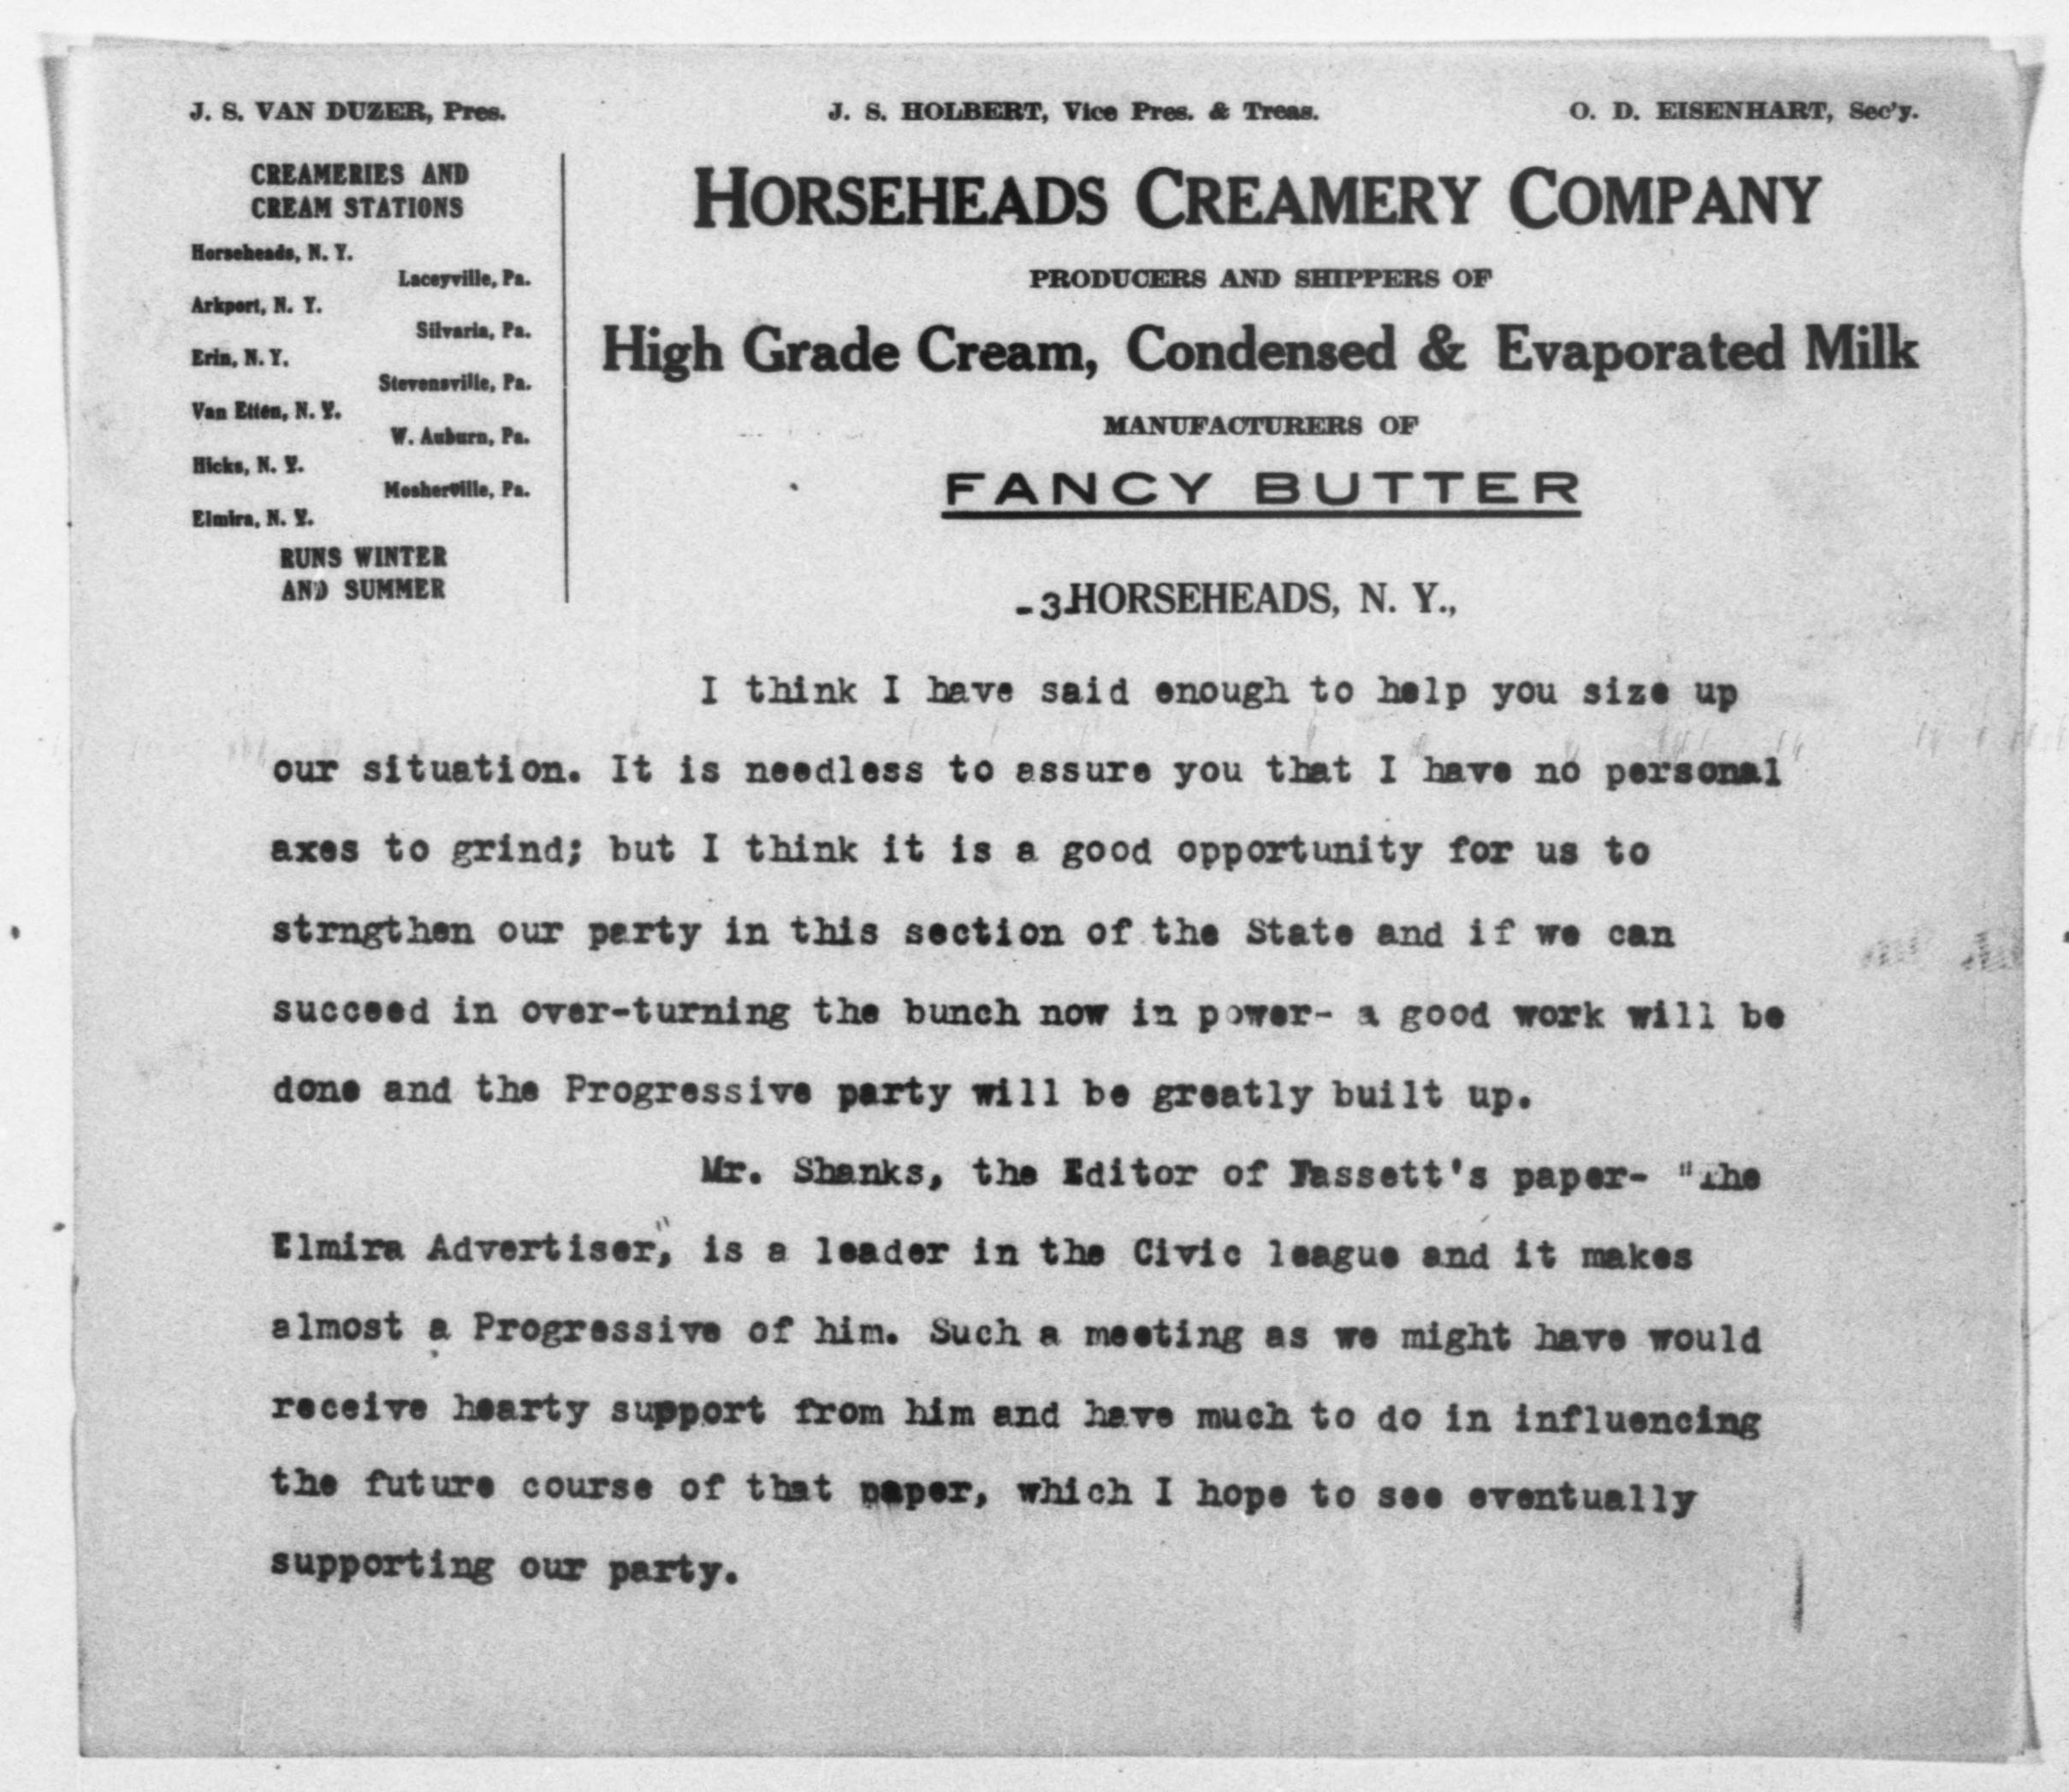 J. S. VAN DUZER, Pres. J. S. HOLBERT, Vice Pres. & Treas. O. D. EISENHART, Sec'y.
CREAMERIES AND
CREAM STATIONS
Horseheads, N. Y.
Laceyville, Pa.
Arkport, N. Y.
Silvaria, Pa.
Erin, N. Y.
Stevensville, Pa.
Van Etten, N. Y.
W. Auburn, Pa.
Hicks, N. Y.
Mosherville, Pa.
Elmira, N. Y.
RUNS WINTER
AND SUMMER
HORSEHEADS CREAMERY COMPANY
PRODUCERS AND SHIPPERS OF
High Grade Cream, Condensed & Evaporated Milk
MANUFACTURERS OF
FANCY BUTTER
-3-HORSEHEADS, N. Y.,
I think I have said enough to help you size up
our situation. It is needless to assure you that I have no personal
axes to grind; but I think it is a good opportunity for us to
strngthen our party in this section of the State and if we can
succeed in over-turning the bunch now in power- a good work will be
done and the Progressive party will be greatly built up.
Mr. Shanks, the Editor of Fassett's paper- "The
Elmira Advertiser," is a leader in the Civic league and it makes
almost a Progressive of him. Such a meeting as we might have would
receive hearty support from him and have much to do in influencing
the future course of that paper, which I hope to see eventually
supporting our party.